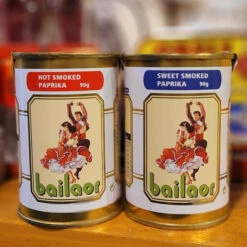 HOT SMOKED
PAPRIKA 90g
bailaor
SWEET SMOKED
PAPRIKA 90g
bailaor